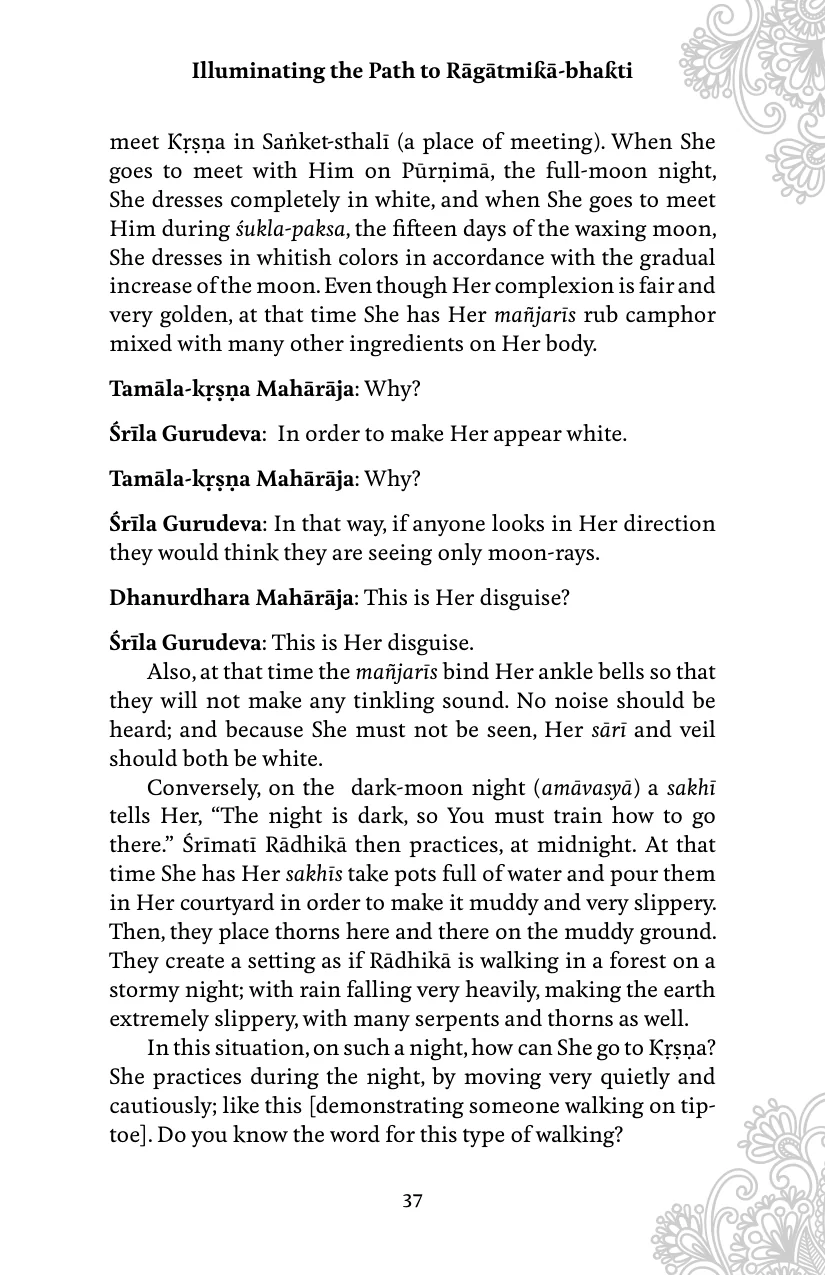 Illuminating the Path to Rāgātmikā-bhakti
meet Kṛṣṇa in Saṅket-sthalī (a place of meeting). When She
goes to meet with Him on Pūrṇimā, the full-moon night,
She dresses completely in white, and when She goes to meet
Him during śukla-paksa, the fifteen days of the waxing moon,
She dresses in whitish colors in accordance with the gradual
increase of the moon. Even though Her complexion is fair and
very golden, at that time She has Her mañjarīs rub camphor
mixed with many other ingredients on Her body.
Tamāla-kṛṣṇa Mahārāja: Why?
Śrīla Gurudeva: In order to make Her appear white.
Tamāla-kṛṣṇa Mahārāja: Why?
Śrīla Gurudeva: In that way, if anyone looks in Her direction
they would think they are seeing only moon-rays.
Dhanurdhara Mahārāja: This is Her disguise?
Śrīla Gurudeva: This is Her disguise.
Also, at that time the mañjarīs bind Her ankle bells so that
they will not make any tinkling sound. No noise should be
heard; and because She must not be seen, Her sārī and veil
should both be white.
Conversely, on the dark-moon night (amāvasyā) a sakhī
tells Her, “The night is dark, so You must train how to go
there.” Śrīmatī Rādhikā then practices, at midnight. At that
time She has Her sakhīs take pots full of water and pour them
in Her courtyard in order to make it muddy and very slippery.
Then, they place thorns here and there on the muddy ground.
They create a setting as if Rādhikā is walking in a forest on a
stormy night; with rain falling very heavily, making the earth
extremely slippery, with many serpents and thorns as well.
In this situation, on such a night, how can She go to Kṛṣṇa?
She practices during the night, by moving very quietly and
cautiously; like this [demonstrating someone walking on tip-
toe]. Do you know the word for this type of walking?
37